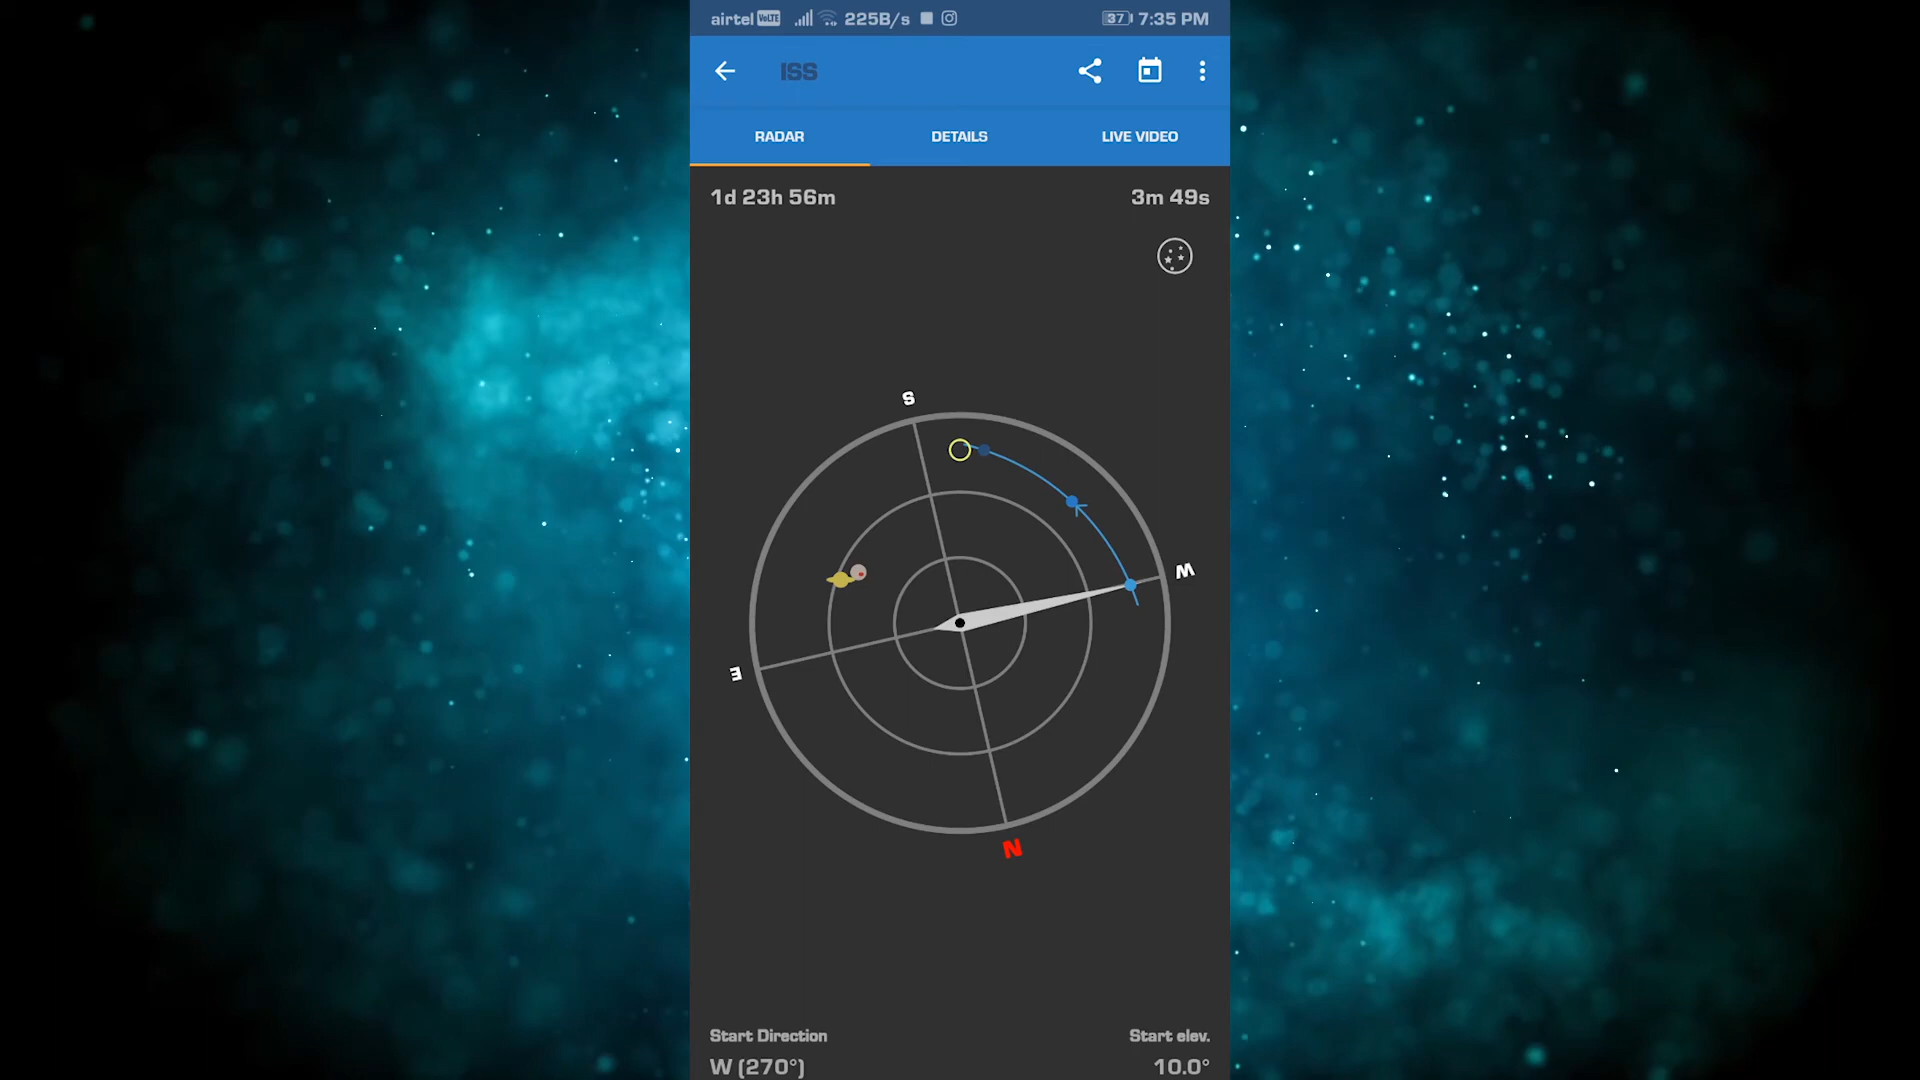 airtel VoLTE 225B/s 37 7:35 PM
ISS
RADAR DETAILS LIVE VIDEO
1d 23h 56m 3m 49s
S
W
E
N
Start Direction Start elev.
W (270°) 10.0°